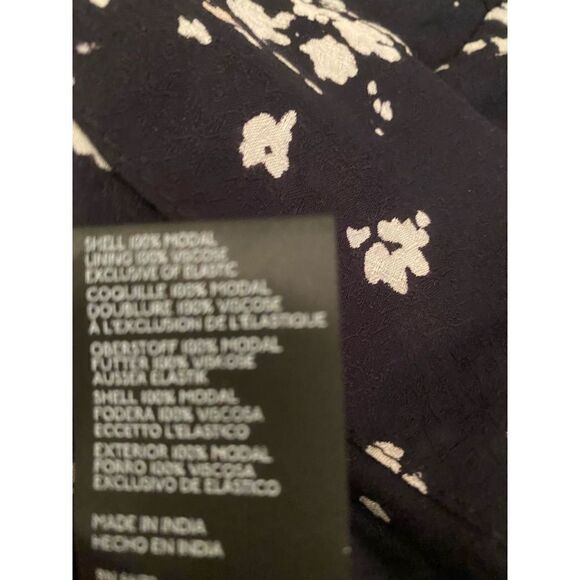 SHELL 100% MODAL
LINING 100% VISCOSE
EXCLUSIVE OF ELASTIC
COQUILLE 100% MODAL
DOUBLURE 100% VISCOSE
A L'EXCLUSION DE L'ELASTIQUE
OBERSTOFF 100% MODAL
FUTTER 100% VISKOSE
AUSSER ELASTIK
SHELL 100% MODAL
FODERA 100% VISCOSA
ECCETTO L'ELASTICO
EXTERIOR 100% MODAL
FORRO 100% VISCOSA
EXCLUSIVO DE ELASTICO
MADE IN INDIA
HECHO EN INDIA